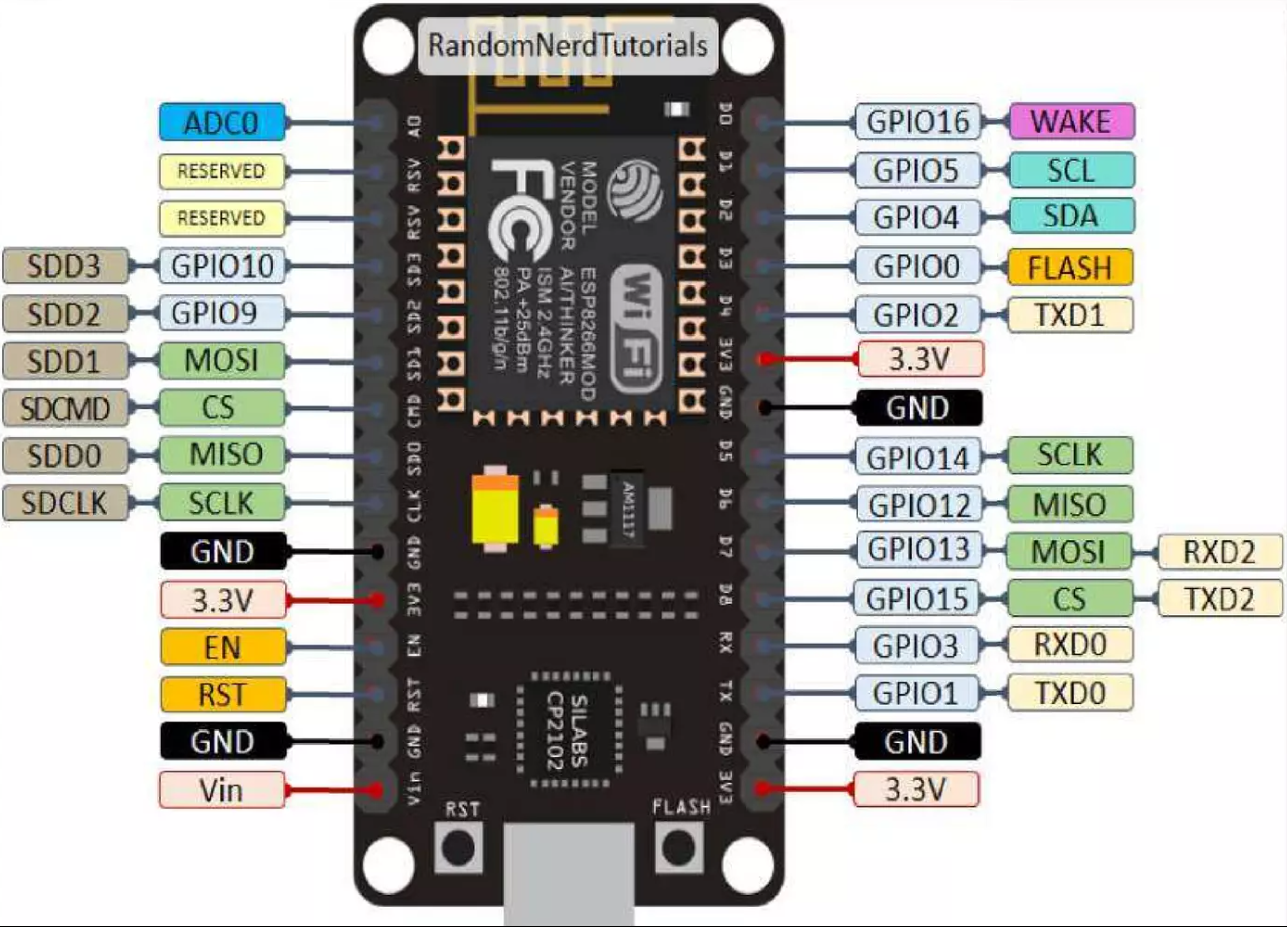 RandomNerdTutorials
ADC0
RESERVED
RESERVED
SDD3 GPIO10
SDD2 GPIO9
SDD1 MOSI
SDCMD CS
SDD0 MISO
SDCLK SCLK
GND
3.3V
EN
RST
GND
Vin
A0
RSV
RSV
SD3
SD2
SD1
CMD
SD0
CLK
GND
3V3
EN
RST
GND
Vin
FCC
MODEL
VENDOR
ESP8266MOD
AI/THINKER
ISM 2.4GHz
PA +25dBm
802.11b/g/n
Wi Fi
AM1117
SILABS
CP2102
RST
FLASH
D0
D1
D2
D3
D4
3V3
GND
D5
D6
D7
D8
RX
TX
GND
3V3
GPIO16 WAKE
GPIO5 SCL
GPIO4 SDA
GPIO0 FLASH
GPIO2 TXD1
3.3V
GND
GPIO14 SCLK
GPIO12 MISO
GPIO13 MOSI RXD2
GPIO15 CS TXD2
GPIO3 RXD0
GPIO1 TXD0
GND
3.3V